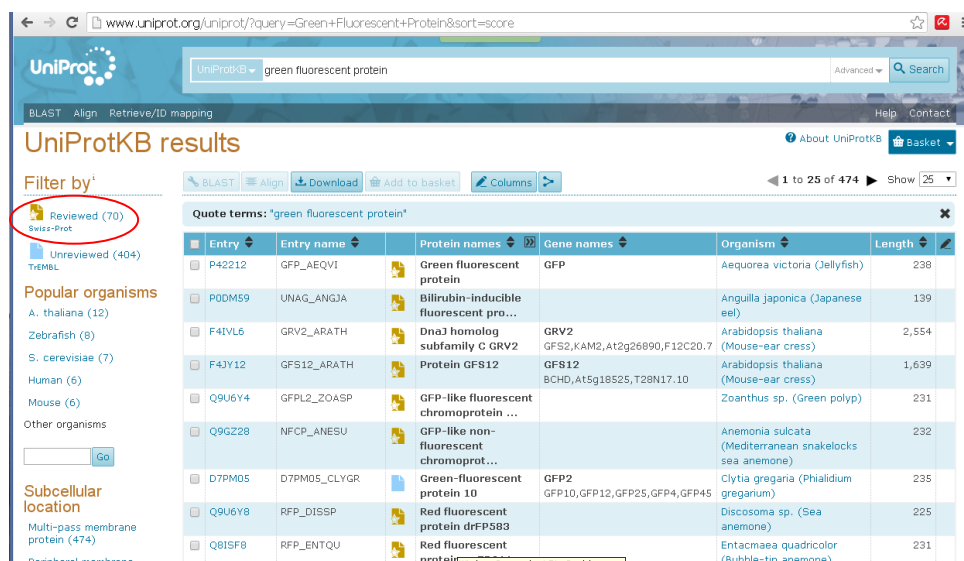 www.uniprot.org/uniprot/?query=Green+Fluorescent+Protein&sort=score
UniProt
UniProtKB green fluorescent protein Advanced Search
BLAST Align Retrieve/ID mapping Help Contact
UniProtKB results
About UniProtKB Basket
Filter by
BLAST Align Download Add to basket Columns
1 to 25 of 474 Show 25
Reviewed (70)
Swiss-Prot
Unreviewed (404)
TrEMBL
Popular organisms
A. thaliana (12)
Zebrafish (8)
S. cerevisiae (7)
Human (6)
Mouse (6)
Other organisms
Go
Subcellular
location
Multi-pass membrane
protein (474)
Quote terms: "green fluorescent protein"
Entry Entry name Protein names Gene names Organism Length
P42212 GFP_AEQVI Green fluorescent GFP Aequorea victoria (Jellyfish) 238
protein
P0DM59 UNAG_ANGJA Bilirubin-inducible Anguilla japonica (Japanese 139
fluorescent pro... eel)
F4IVL6 GRV2_ARATH DnaJ homolog GRV2 Arabidopsis thaliana 2,554
subfamily C GRV2 GFS2,KAM2,At2g26890,F12C20.7 (Mouse-ear cress)
F4JY12 GFS12_ARATH Protein GFS12 GFS12 Arabidopsis thaliana 1,639
BCHD,At5g18525,T28N17.10 (Mouse-ear cress)
Q9U6Y4 GFPL2_ZOASP GFP-like fluorescent Zoanthus sp. (Green polyp) 231
chromoprotein ...
Q9GZ28 NFCP_ANESU GFP-like non- Anemonia sulcata 232
fluorescent (Mediterranean snakelocks
chromoprot... sea anemone)
D7PM05 D7PM05_CLYGR Green-fluorescent GFP2 Clytia gregaria (Phialidium 235
protein 10 GFP10,GFP12,GFP25,GFP4,GFP45 gregarium)
Q9U6Y8 RFP_DISSP Red fluorescent Discosoma sp. (Sea 225
protein drFP583 anemone)
Q8ISF8 RFP_ENTQU Red fluorescent Entacmaea quadricolor 231
(Bubble-tip anemone)